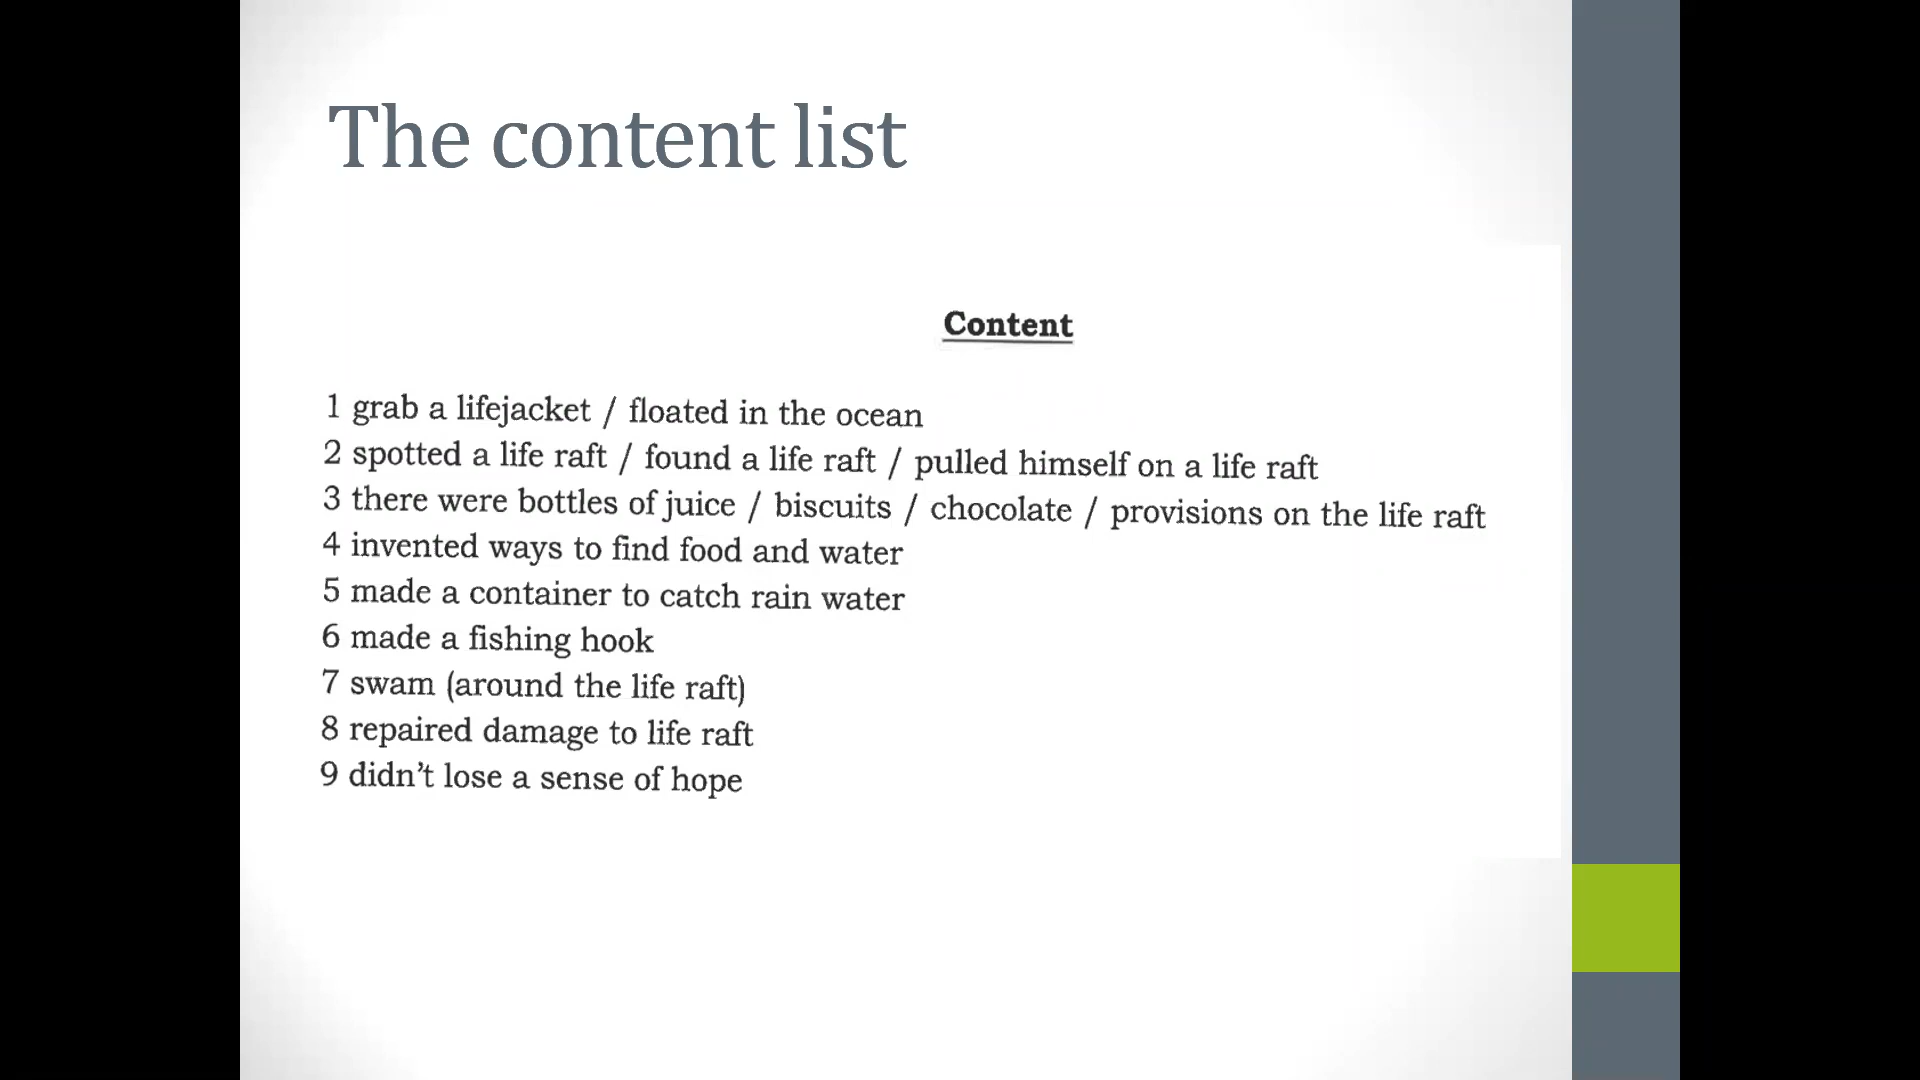 The content list
Content
1 grab a lifejacket / floated in the ocean
2 spotted a life raft / found a life raft / pulled himself on a life raft
3 there were bottles of juice / biscuits / chocolate / provisions on the life raft
4 invented ways to find food and water
5 made a container to catch rain water
6 made a fishing hook
7 swam (around the life raft)
8 repaired damage to life raft
9 didn't lose a sense of hope